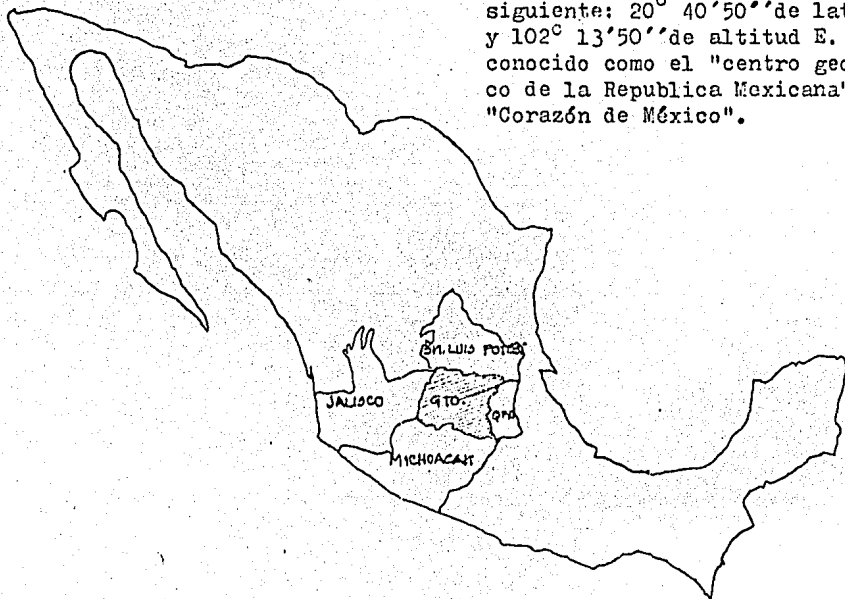 siguiente: 20° 40'50''de lat
y 102° 13'50''de altitud E.
conocido como el "centro geo
co de la Republica Mexicana"
"Corazón de México".
SN. LUIS POTOSI
JALISCO
GTO.
QRO
MICHOACAN